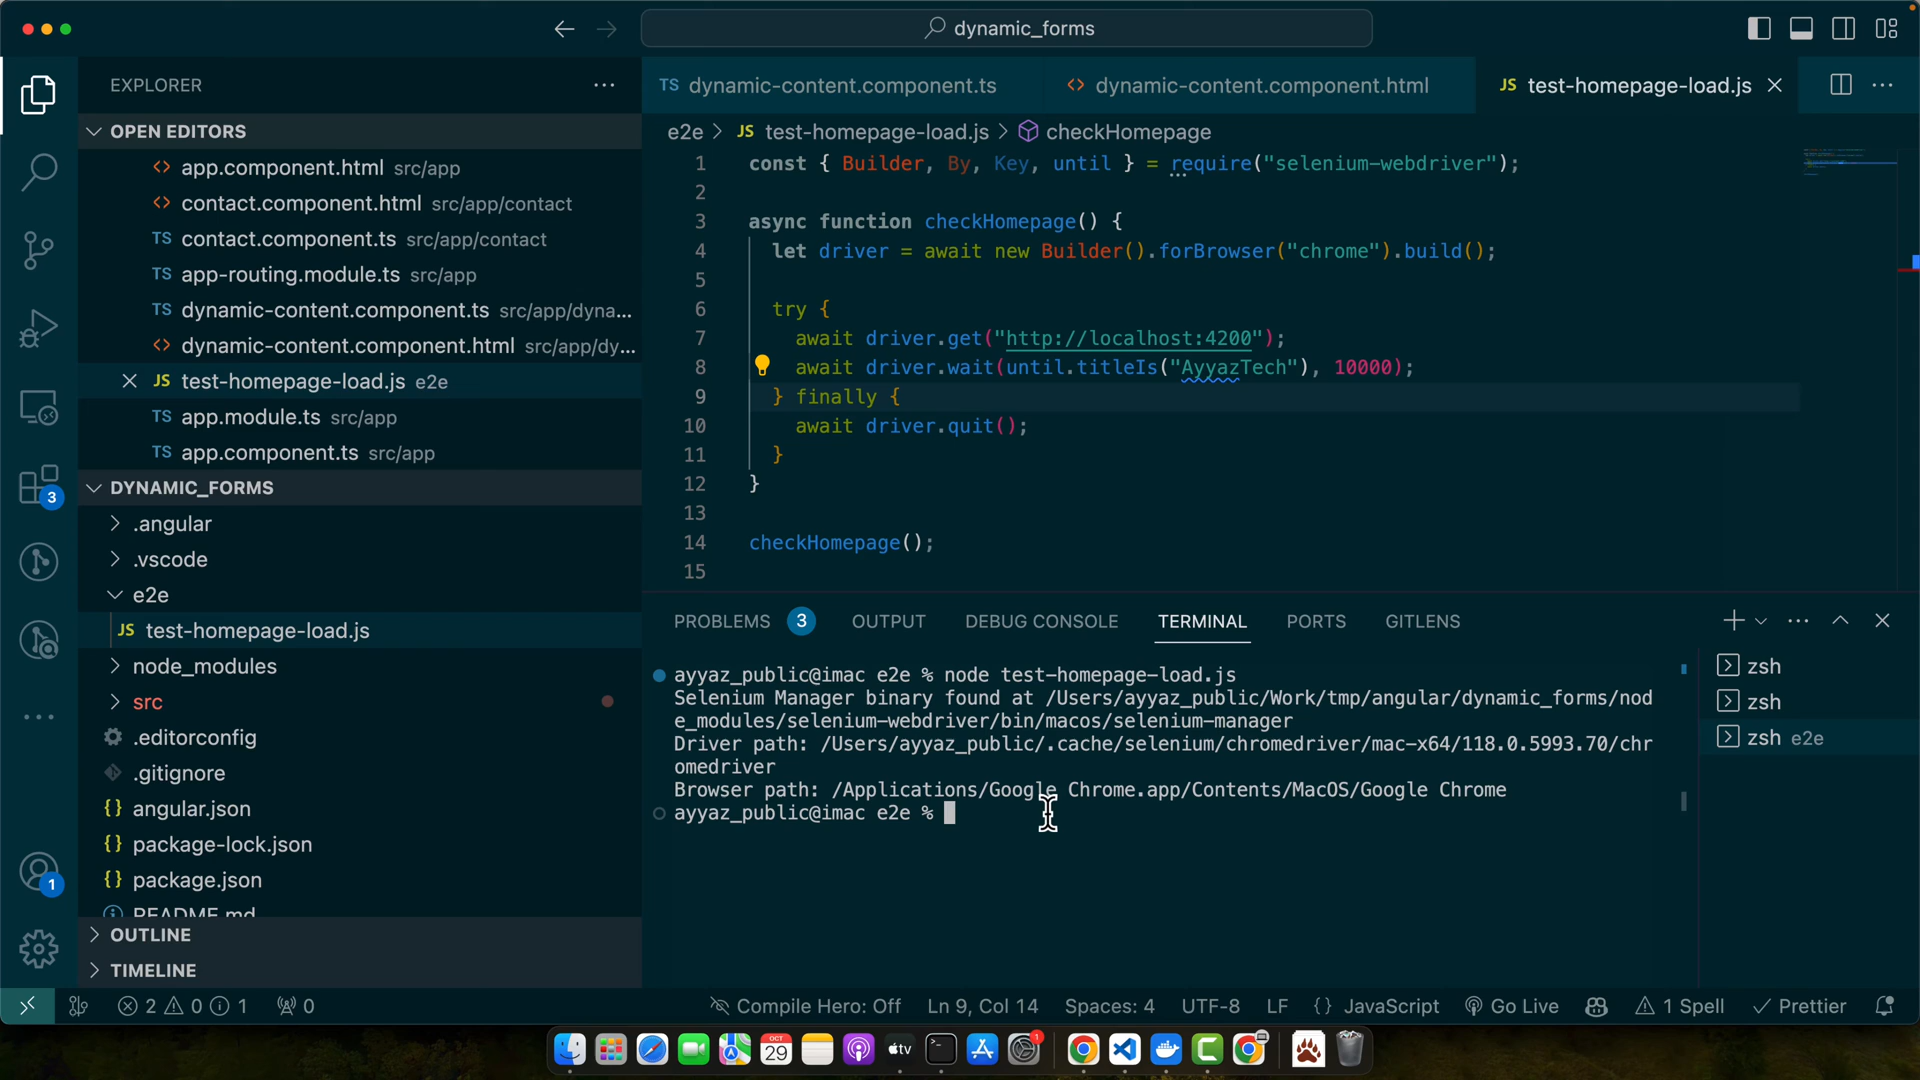 dynamic_forms
EXPLORER
OPEN EDITORS
app.component.html src/app
contact.component.html src/app/contact
TS contact.component.ts src/app/contact
TS app-routing.module.ts src/app
TS dynamic-content.component.ts src/app/dyna...
dynamic-content.component.html src/app/dy...
JS test-homepage-load.js e2e
TS app.module.ts src/app
TS app.component.ts src/app
DYNAMIC_FORMS
.angular
.vscode
e2e
JS test-homepage-load.js
node_modules
src
.editorconfig
.gitignore
angular.json
package-lock.json
package.json
README.md
OUTLINE
TIMELINE
3
1
TS dynamic-content.component.ts
dynamic-content.component.html
JS test-homepage-load.js
e2e > JS test-homepage-load.js > checkHomepage
1 const { Builder, By, Key, until } = require("selenium-webdriver");
2
3 async function checkHomepage() {
4 let driver = await new Builder().forBrowser("chrome").build();
5
6 try {
7 await driver.get("http://localhost:4200");
8 await driver.wait(until.titleIs("AyyazTech"), 10000);
9 } finally {
10 await driver.quit();
11 }
12 }
13
14 checkHomepage();
15
PROBLEMS 3 OUTPUT DEBUG CONSOLE TERMINAL PORTS GITLENS
ayyaz_public@imac e2e % node test-homepage-load.js
Selenium Manager binary found at /Users/ayyaz_public/Work/tmp/angular/dynamic_forms/nod
e_modules/selenium-webdriver/bin/macos/selenium-manager
Driver path: /Users/ayyaz_public/.cache/selenium/chromedriver/mac-x64/118.0.5993.70/chr
omedriver
Browser path: /Applications/Google Chrome.app/Contents/MacOS/Google Chrome
ayyaz_public@imac e2e %
zsh
zsh
zsh e2e
2 0 1 0 Compile Hero: Off Ln 9, Col 14 Spaces: 4 UTF-8 LF {} JavaScript Go Live 1 Spell Prettier
OCT
29
tv
1